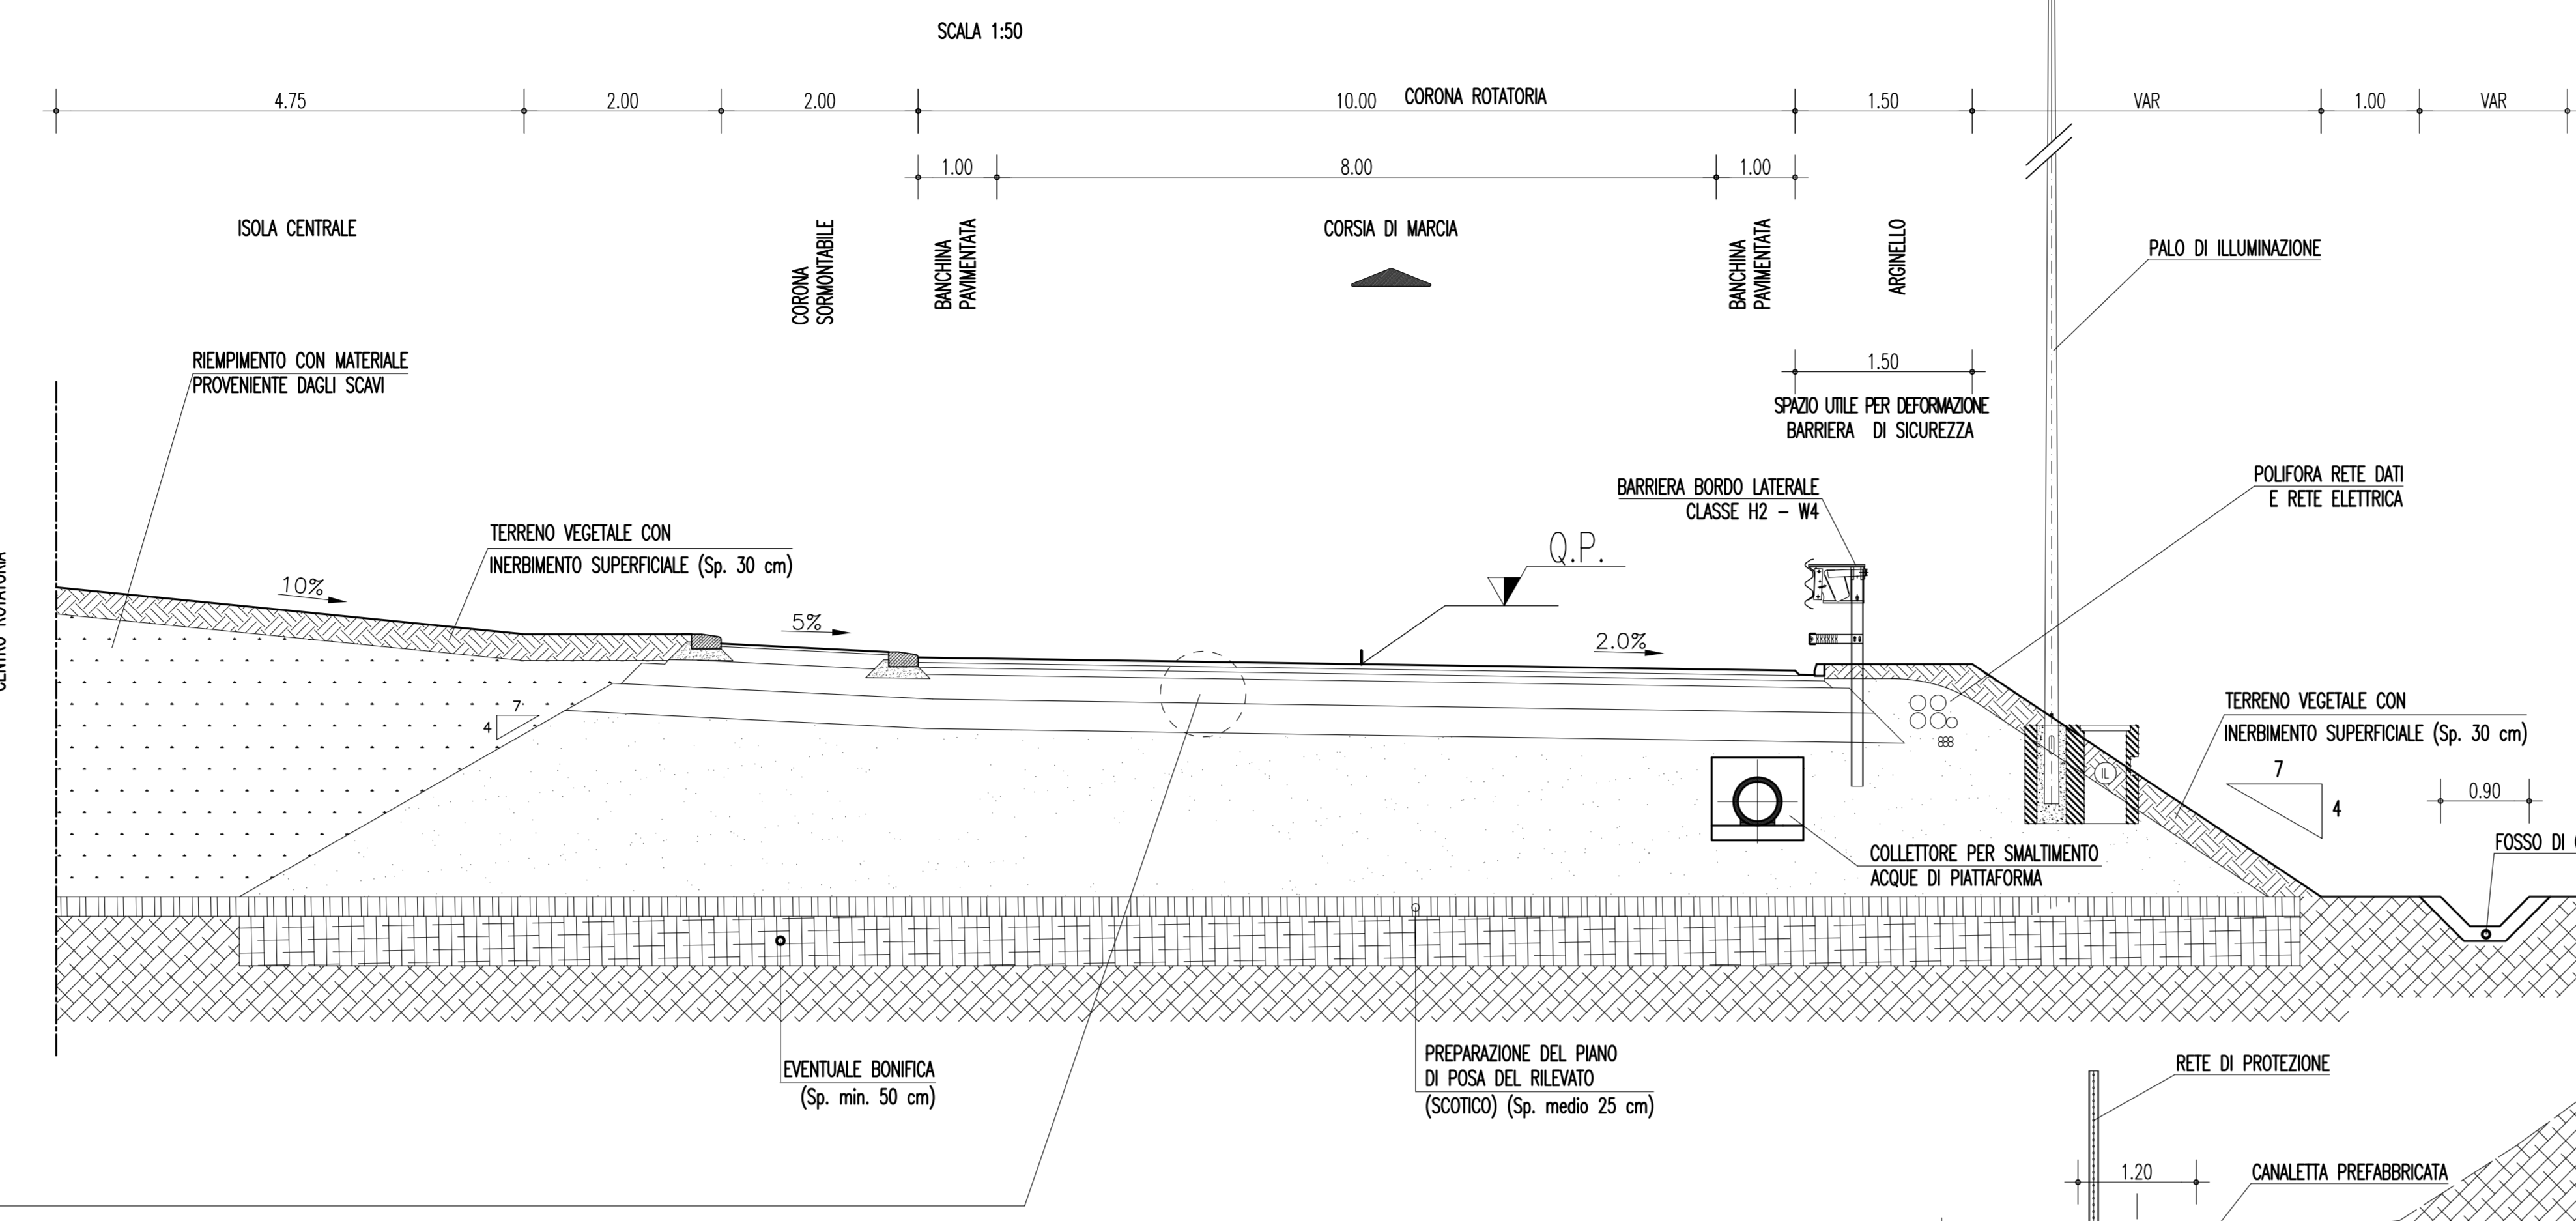 SCALA 1:50
4.75
2.00
2.00
10.00
CORONA ROTATORIA
1.50
VAR
1.00
VAR
1.00
8.00
1.00
ISOLA CENTRALE
CORONA
SORMONTABILE
BANCHINA
PAVIMENTATA
CORSIA DI MARCIA
BANCHINA
PAVIMENTATA
ARGINELLO
PALO DI ILLUMINAZIONE
RIEMPIMENTO CON MATERIALE
PROVENIENTE DAGLI SCAVI
1.50
SPAZIO UTILE PER DEFORMAZIONE
BARRIERA DI SICUREZZA
BARRIERA BORDO LATERALE
CLASSE H2 - W4
POLIFORA RETE DATI
E RETE ELETTRICA
TERRENO VEGETALE CON
INERBIMENTO SUPERFICIALE (Sp. 30 cm)
Q.P.
10%
5%
2.0%
7
4
TERRENO VEGETALE CON
INERBIMENTO SUPERFICIALE (Sp. 30 cm)
IL
7
4
0.90
FOSSO DI
COLLETTORE PER SMALTIMENTO
ACQUE DI PIATTAFORMA
EVENTUALE BONIFICA
(Sp. min. 50 cm)
PREPARAZIONE DEL PIANO
DI POSA DEL RILEVATO
(SCOTICO) (Sp. medio 25 cm)
RETE DI PROTEZIONE
1.20
CANALETTA PREFABBRICATA